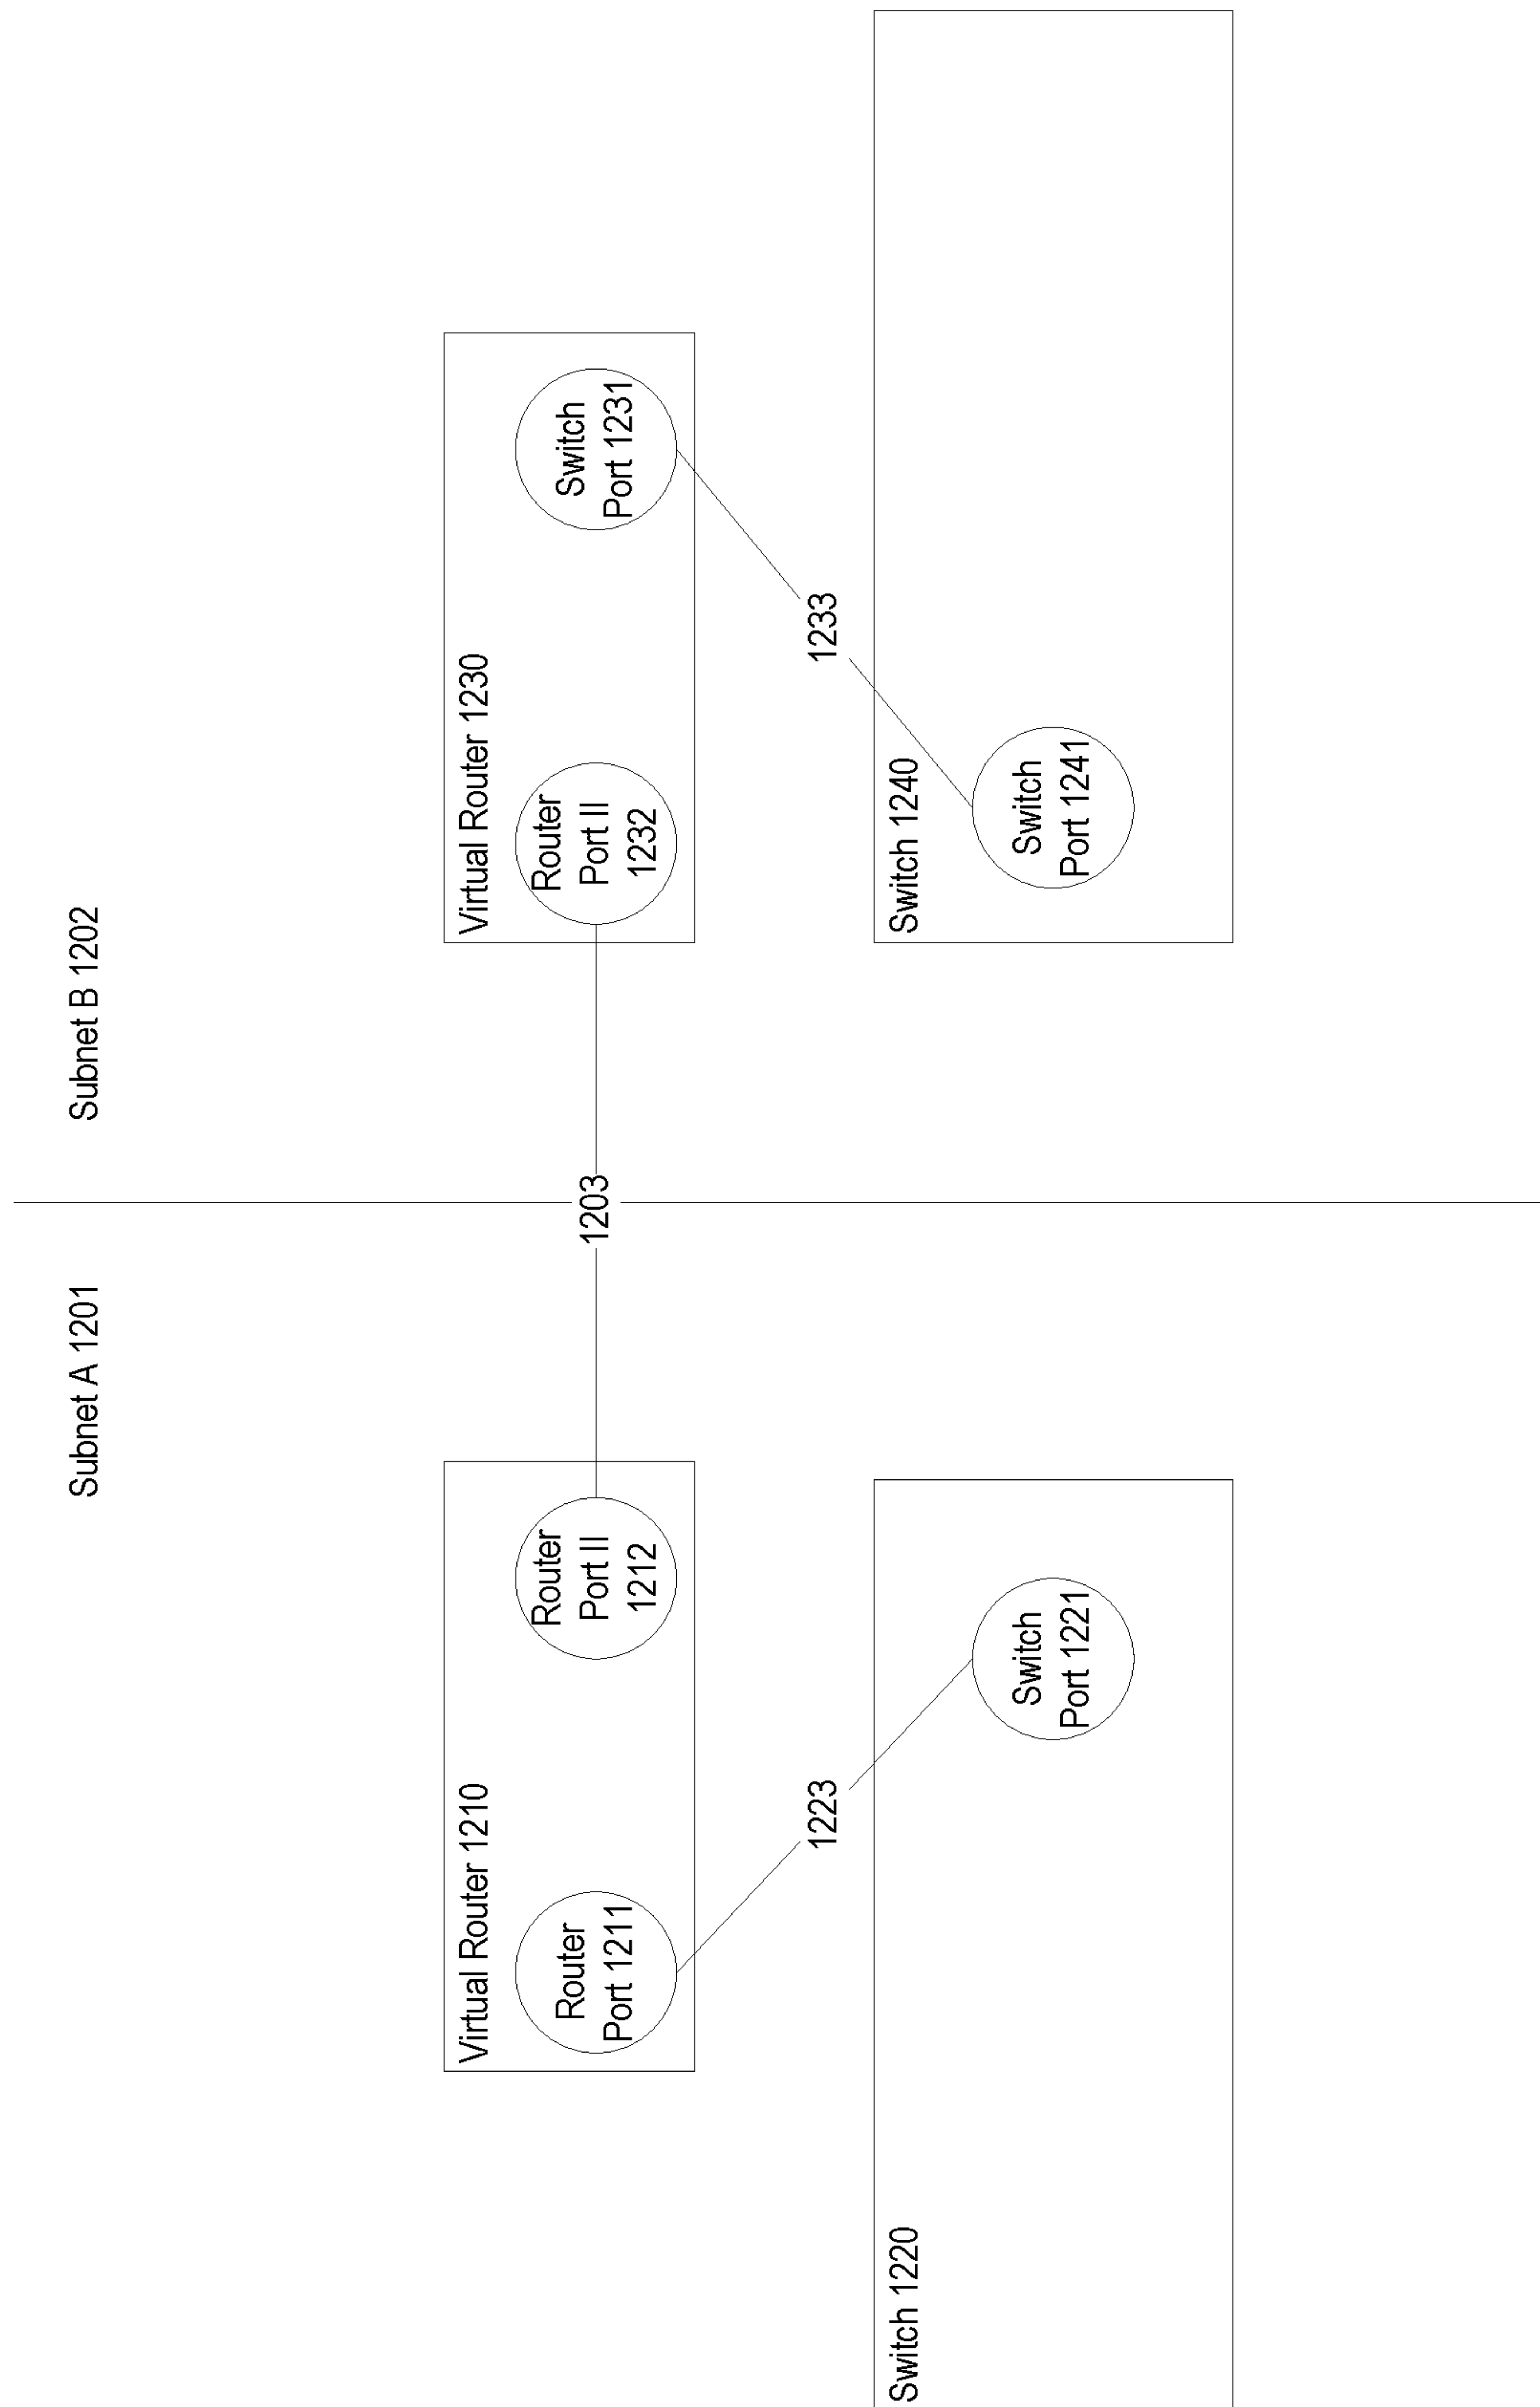 Subnet A 1201
Subnet B 1202
Virtual Router 1210
Router
Port 1211
Router
Port II
1212
1203
Virtual Router 1230
Router
Port II
1232
Switch
Port 1231
1223
1233
Switch 1220
Switch
Port 1221
Switch 1240
Switch
Port 1241